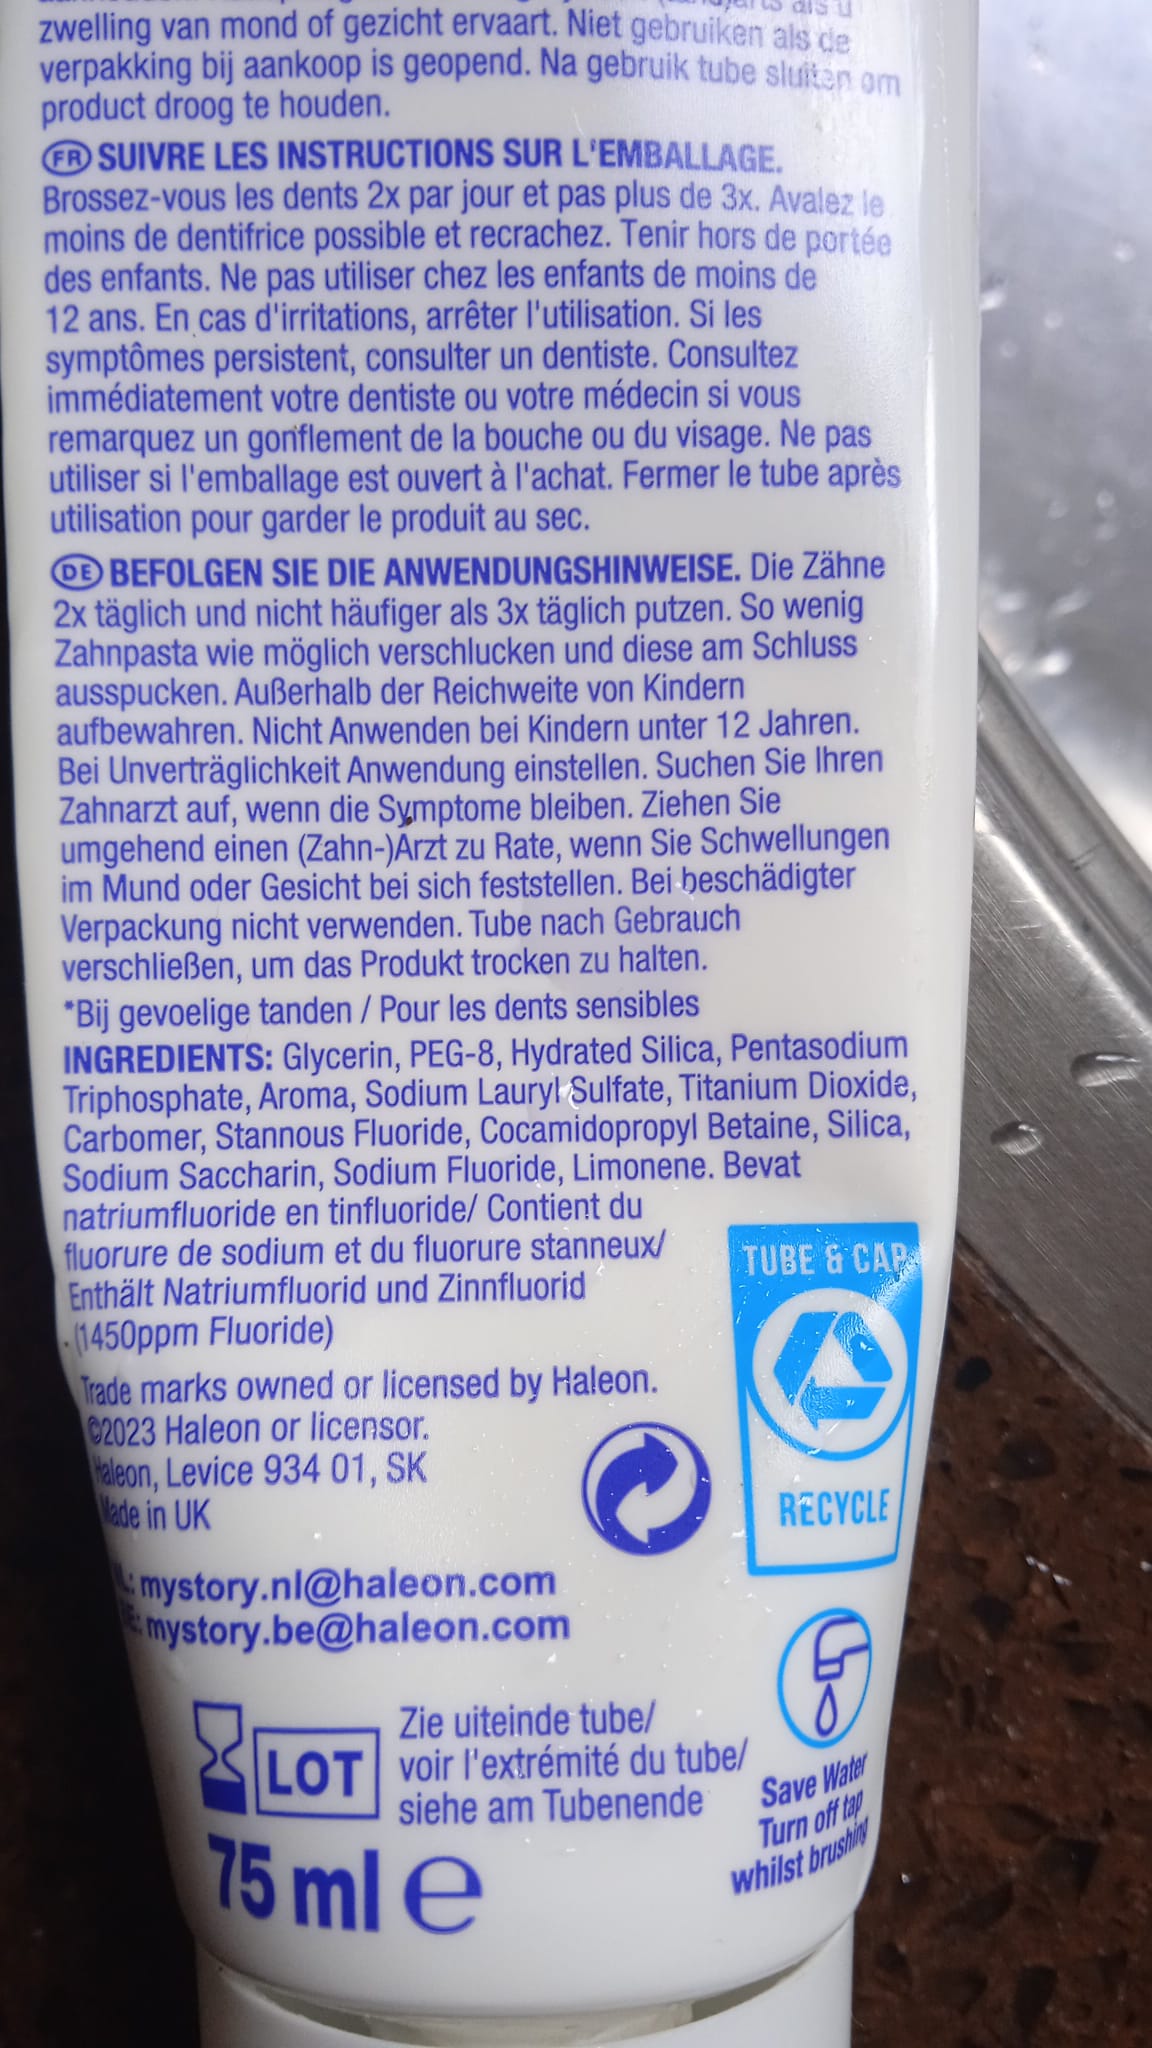 zwelling van mond of gezicht ervaart. Niet gebruiken als de
verpakking bij aankoop is geopend. Na gebruik tube sluiten om
product droog te houden.
FR SUIVRE LES INSTRUCTIONS SUR L'EMBALLAGE.
Brossez-vous les dents 2x par jour et pas plus de 3x. Avalez le
moins de dentifrice possible et recrachez. Tenir hors de portée
des enfants. Ne pas utiliser chez les enfants de moins de
12 ans. En cas d'irritations, arrêter l'utilisation. Si les
symptômes persistent, consulter un dentiste. Consultez
immédiatement votre dentiste ou votre médecin si vous
remarquez un gonflement de la bouche ou du visage. Ne pas
utiliser si l'emballage est ouvert à l'achat. Fermer le tube après
utilisation pour garder le produit au sec.
DE BEFOLGEN SIE DIE ANWENDUNGSHINWEISE. Die Zähne
2x täglich und nicht häufiger als 3x täglich putzen. So wenig
Zahnpasta wie möglich verschlucken und diese am Schluss
ausspucken. Außerhalb der Reichweite von Kindern
aufbewahren. Nicht Anwenden bei Kindern unter 12 Jahren.
Bei Unverträglichkeit Anwendung einstellen. Suchen Sie Ihren
Zahnarzt auf, wenn die Symptome bleiben. Ziehen Sie
umgehend einen (Zahn-)Arzt zu Rate, wenn Sie Schwellungen
im Mund oder Gesicht bei sich feststellen. Bei beschädigter
Verpackung nicht verwenden. Tube nach Gebrauch
verschließen, um das Produkt trocken zu halten.
*Bij gevoelige tanden / Pour les dents sensibles
INGREDIENTS: Glycerin, PEG-8, Hydrated Silica, Pentasodium
Triphosphate, Aroma, Sodium Lauryl Sulfate, Titanium Dioxide,
Carbomer, Stannous Fluoride, Cocamidopropyl Betaine, Silica,
Sodium Saccharin, Sodium Fluoride, Limonene. Bevat
natriumfluoride en tinfluoride/ Contient du
fluorure de sodium et du fluorure stanneux/
Enthält Natriumfluorid und Zinnfluorid
(1450ppm Fluoride)
Trade marks owned or licensed by Haleon.
©2023 Haleon or licensor.
Haleon, Levice 934 01, SK
Made in UK
mystory.nl@haleon.com
mystory.be@haleon.com
TUBE & CAP
RECYCLE
LOT
Zie uiteinde tube/
voir l'extrémité du tube/
siehe am Tubenende
Save Water
Turn off tap
whilst brushing
75 ml e